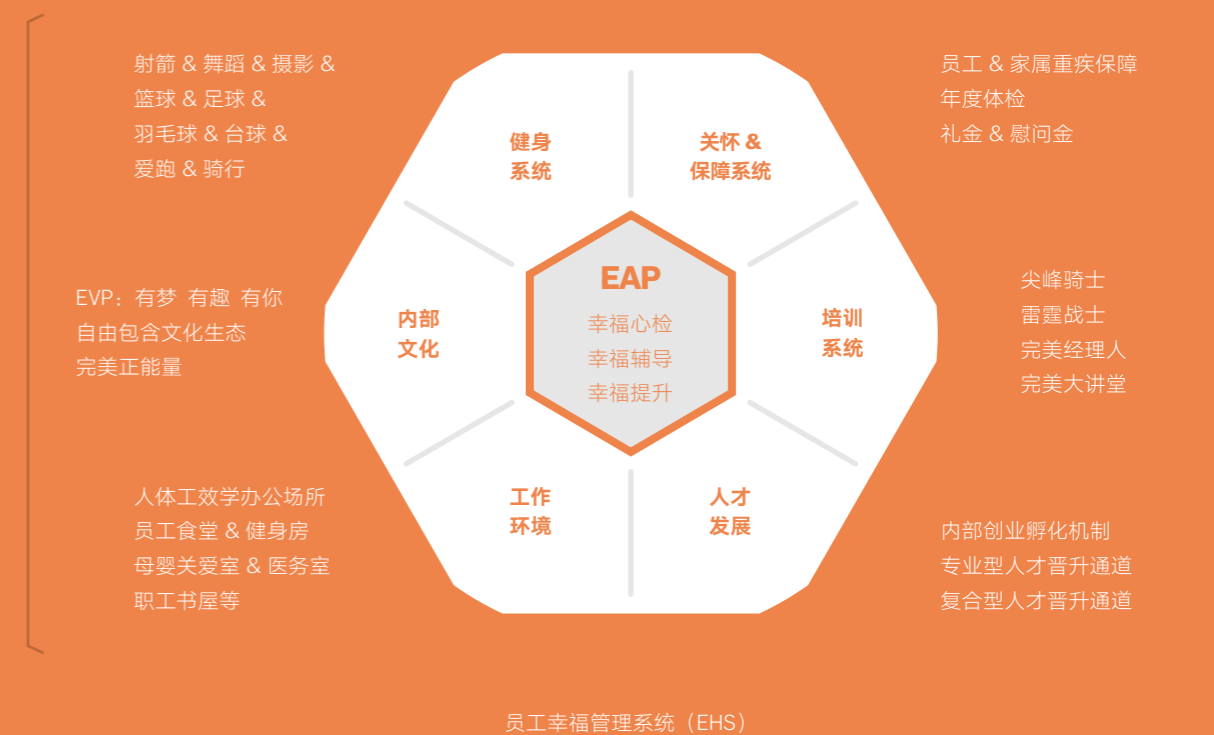 射箭 & 舞蹈 & 摄影 &
篮球 & 足球 &
羽毛球 & 台球 &
爱跑 & 骑行
健身
系统
关怀 &
保障系统
员工 & 家属重疾保障
年度体检
礼金 & 慰问金
EVP：有梦 有趣 有你
自由包含文化生态
完美正能量
内部
文化
EAP
幸福心检
幸福辅导
幸福提升
培训
系统
尖峰骑士
雷霆战士
完美经理人
完美大讲堂
人体工效学办公场所
员工食堂 & 健身房
母婴关爱室 & 医务室
职工书屋等
工作
环境
人才
发展
内部创业孵化机制
专业型人才晋升通道
复合型人才晋升通道
员工幸福管理系统（EHS）